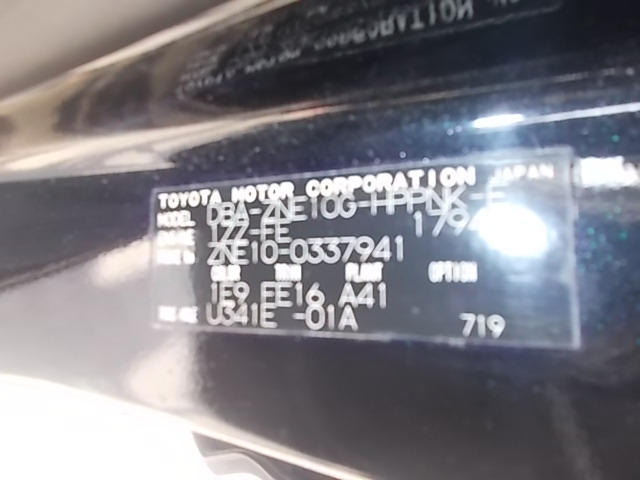 TOYOTA MOTOR CORPORATION JAPAN
MODEL DBA-ZNE10G-HPPNK-E
ENGINE 1ZZ-FE
ZNE10-0337941
COLOR TRIM PLANT OPTION
1E9 EE16 A41
U341E -01A 719